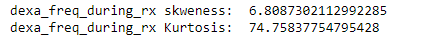 dexa_freq_during_rx skweness:  6.8087302112992285
dexa_freq_during_rx Kurtosis:  74.75837754795428